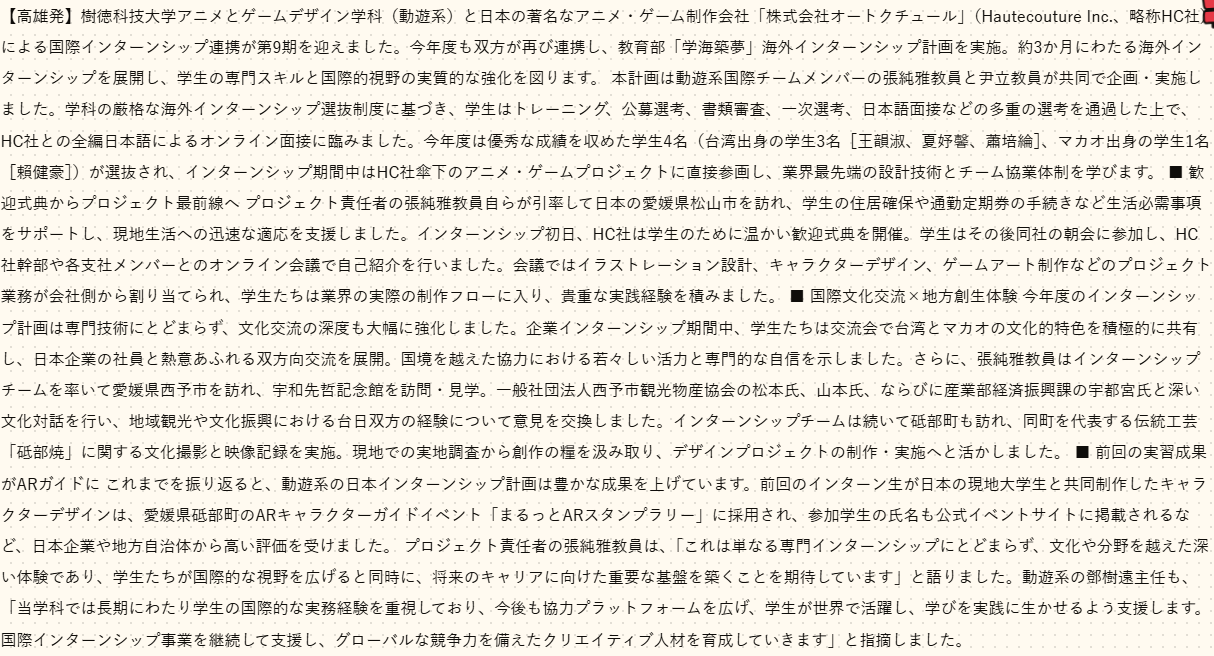 【高雄発】樹徳科技大学アニメとゲームデザイン学科（動遊系）と日本の著名なアニメ・ゲーム制作会社「株式会社オートクチュール」（Hautecouture Inc.、略称HC社）
による国際インターンシップ連携が第9期を迎えました。今年度も双方が再び連携し、教育部「学海築夢」海外インターンシップ計画を実施。約3か月にわたる海外イン
ターンシップを展開し、学生の専門スキルと国際的視野の実質的な強化を図ります。 本計画は動遊系国際チームメンバーの張純雅教員と尹立教員が共同で企画・実施し
ました。学科の厳格な海外インターンシップ選抜制度に基づき、学生はトレーニング、公募選考、書類審査、一次選考、日本語面接などの多重の選考を通過した上で、
HC社との全編日本語によるオンライン面接に臨みました。今年度は優秀な成績を収めた学生4名（台湾出身の学生3名［王韻淑、夏妤馨、蕭培綸］、マカオ出身の学生1名
［賴健豪］）が選抜され、インターンシップ期間中はHC社傘下のアニメ・ゲームプロジェクトに直接参画し、業界最先端の設計技術とチーム協業体制を学びます。 ■ 歓
迎式典からプロジェクト最前線へ プロジェクト責任者の張純雅教員自らが引率して日本の愛媛県松山市を訪れ、学生の住居確保や通勤定期券の手続きなど生活必需事項
をサポートし、現地生活への迅速な適応を支援しました。インターンシップ初日、HC社は学生のために温かい歓迎式典を開催。学生はその後同社の朝会に参加し、HC
社幹部や各支社メンバーとのオンライン会議で自己紹介を行いました。会議ではイラストレーション設計、キャラクターデザイン、ゲームアート制作などのプロジェクト
業務が会社側から割り当てられ、学生たちは業界の実際の制作フローに入り、貴重な実践経験を積みました。 ■ 国際文化交流×地方創生体験 今年度のインターンシッ
プ計画は専門技術にとどまらず、文化交流の深度も大幅に強化しました。企業インターンシップ期間中、学生たちは交流会で台湾とマカオの文化的特色を積極的に共有
し、日本企業の社員と熱意あふれる双方向交流を展開。国境を越えた協力における若々しい活力と専門的な自信を示しました。さらに、張純雅教員はインターンシップ
チームを率いて愛媛県西予市を訪れ、宇和先哲記念館を訪問・見学。一般社団法人西予市観光物産協会の松本氏、山本氏、ならびに産業部経済振興課の宇都宮氏と深い
文化対話を行い、地域観光や文化振興における台日双方の経験について意見を交換しました。インターンシップチームは続いて砥部町も訪れ、同町を代表する伝統工芸
「砥部焼」に関する文化撮影と映像記録を実施。現地での実地調査から創作の糧を汲み取り、デザインプロジェクトの制作・実施へと活かしました。 ■ 前回の実習成果
がARガイドに これまでを振り返ると、動遊系の日本インターンシップ計画は豊かな成果を上げています。前回のインターン生が日本の現地大学生と共同制作したキャラ
クターデザインは、愛媛県砥部町のARキャラクターガイドイベント「まるっとARスタンプラリー」に採用され、参加学生の氏名も公式イベントサイトに掲載されるな
ど、日本企業や地方自治体から高い評価を受けました。 プロジェクト責任者の張純雅教員は、「これは単なる専門インターンシップにとどまらず、文化や分野を越えた深
い体験であり、学生たちが国際的な視野を広げると同時に、将来のキャリアに向けた重要な基盤を築くことを期待しています」と語りました。動遊系の鄧樹遠主任も、
「当学科では長期にわたり学生の国際的な実務経験を重視しており、今後も協力プラットフォームを広げ、学生が世界で活躍し、学びを実践に生かせるよう支援します。
国際インターンシップ事業を継続して支援し、グローバルな競争力を備えたクリエイティブ人材を育成していきます」と指摘しました。